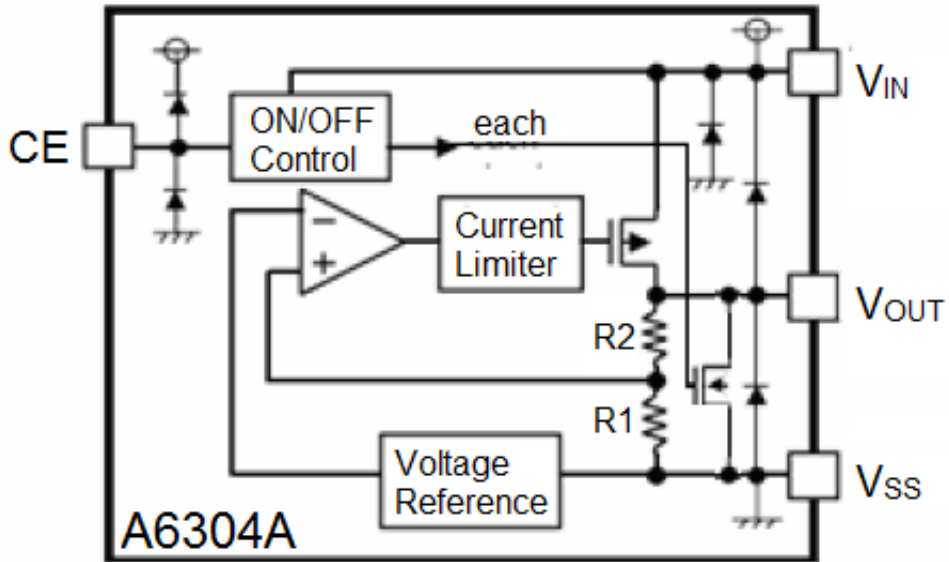 VIN
CE
ON/OFF
Control
each
−
+
Current
Limiter
VOUT
R2
R1
Voltage
Reference
VSS
A6304A